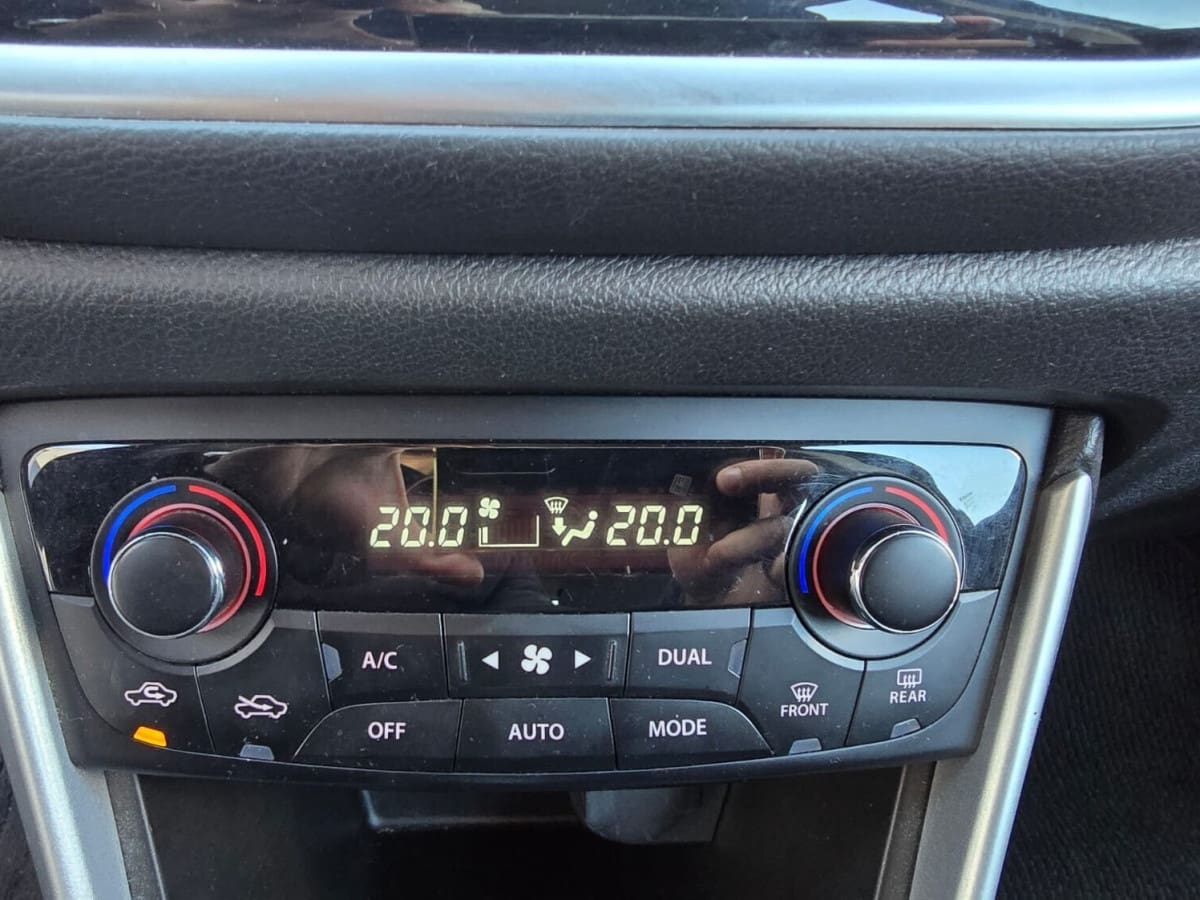 20.0 20.0
A/C
DUAL
OFF
AUTO
MODE
FRONT
REAR